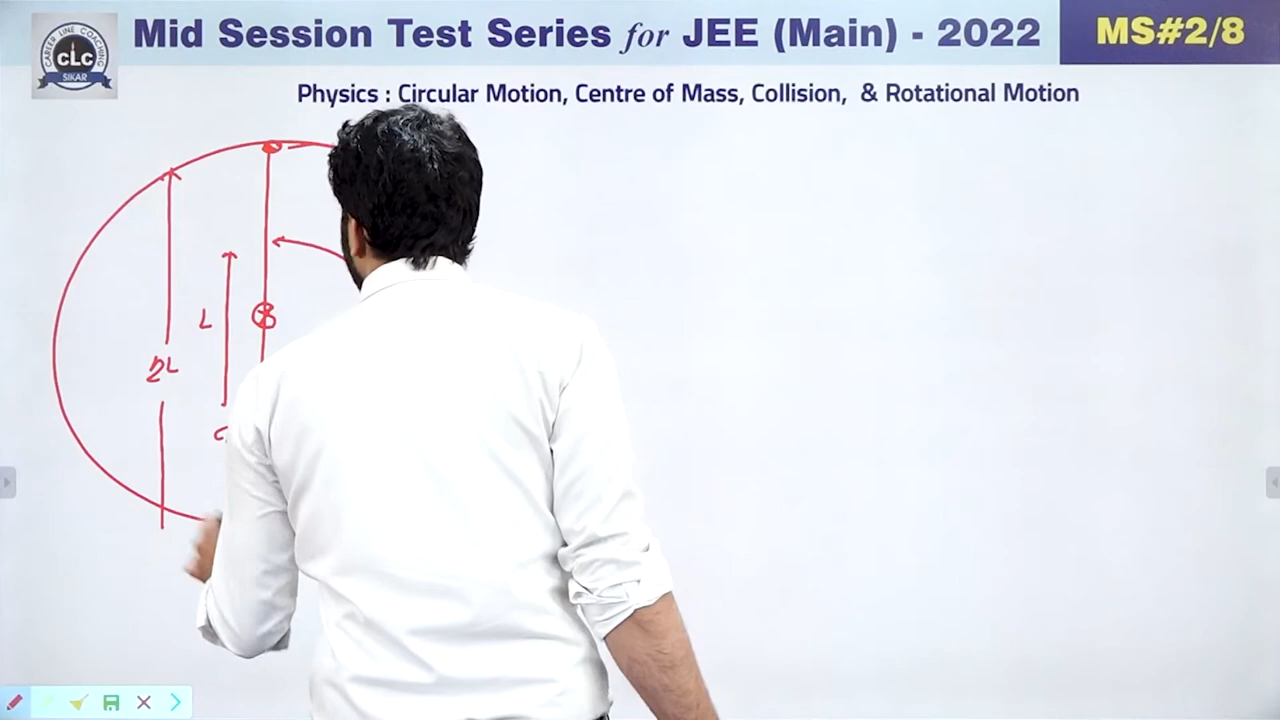 Mid Session Test Series for JEE (Main) - 2022
MS#2/8
CAREER LINE COACHING
CLC
SIKAR
Physics : Circular Motion, Centre of Mass, Collision, & Rotational Motion
L
2L